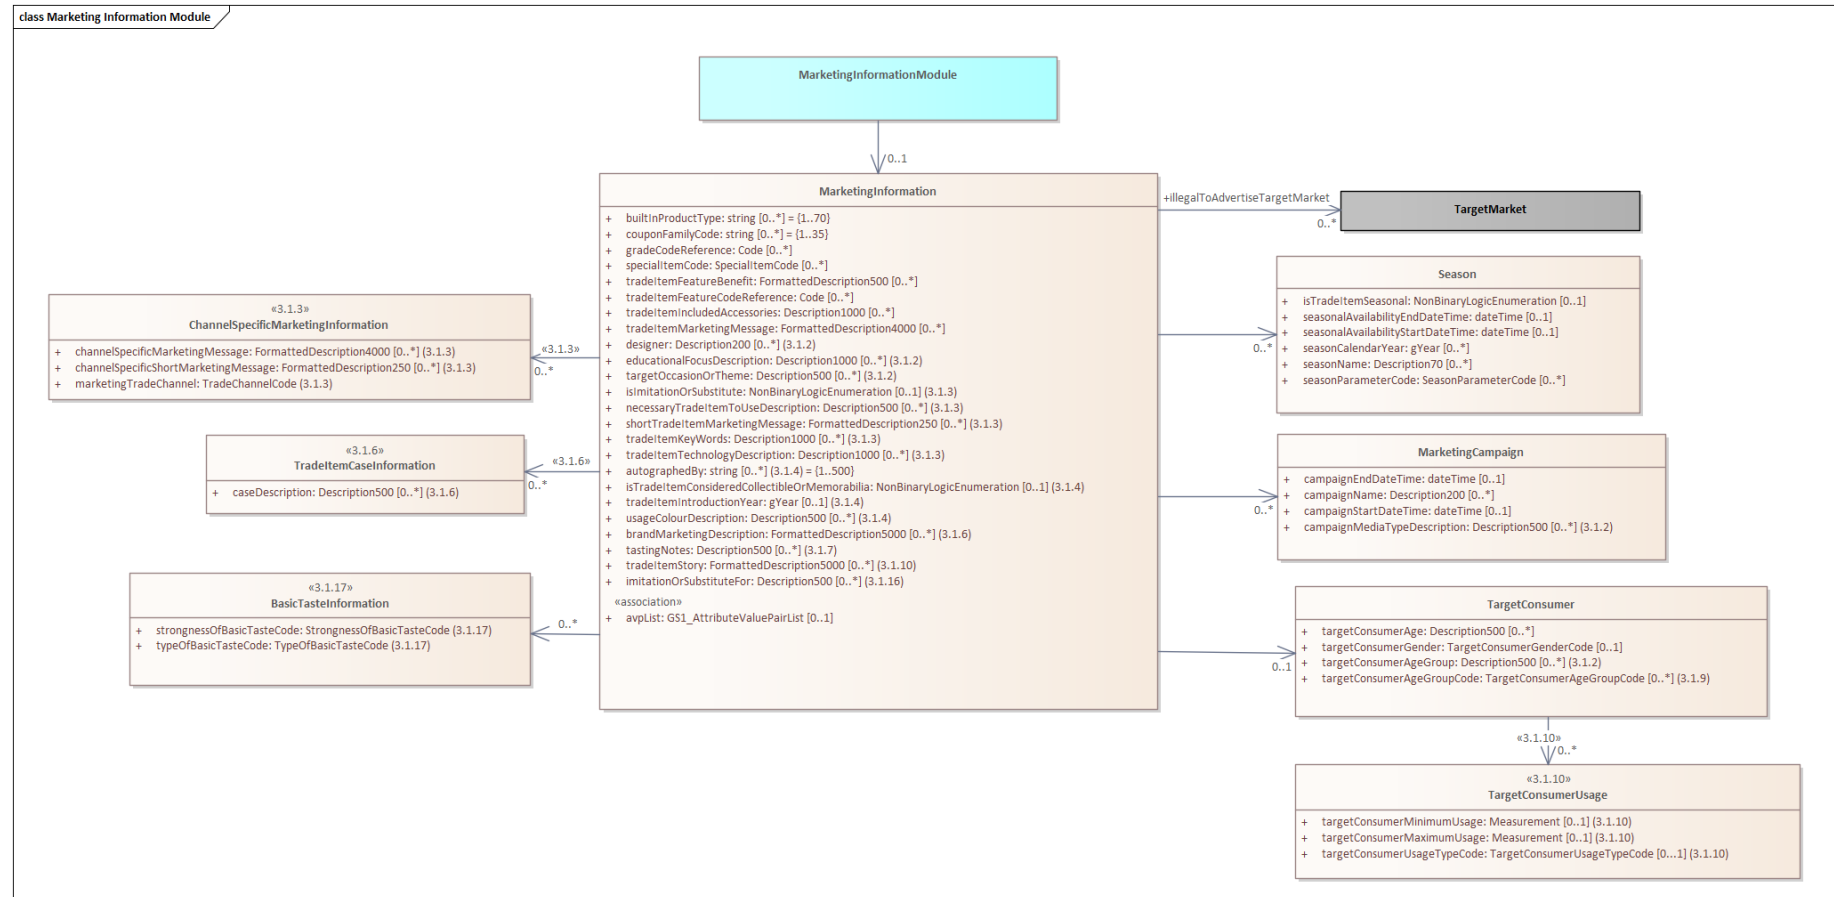 class Marketing Information Module
MarketingInformationModule
0..1
MarketingInformation
+ builtInProductType: string [0..*] = {1..70}
+ couponFamilyCode: string [0..*] = {1..35}
+ gradeCodeReference: Code [0..*]
+ specialItemCode: SpecialItemCode [0..*]
+ tradeItemFeatureBenefit: FormattedDescription500 [0..*]
+ tradeItemFeatureCodeReference: Code [0..*]
+ tradeItemIncludedAccessories: Description1000 [0..*]
+ tradeItemMarketingMessage: FormattedDescription4000 [0..*]
+ designer: Description200 [0..*] (3.1.2)
+ educationalFocusDescription: Description1000 [0..*] (3.1.2)
+ targetOccasionOrTheme: Description500 [0..*] (3.1.2)
+ isImitationOrSubstitute: NonBinaryLogicEnumeration [0..1] (3.1.3)
+ necessaryTradeItemToUseDescription: Description500 [0..*] (3.1.3)
+ shortTradeItemMarketingMessage: FormattedDescription250 [0..*] (3.1.3)
+ tradeItemKeyWords: Description1000 [0..*] (3.1.3)
+ tradeItemTechnologyDescription: Description1000 [0..*] (3.1.3)
+ autographedBy: string [0..*] (3.1.4) = {1..500}
+ isTradeItemConsideredCollectibleOrMemorabilia: NonBinaryLogicEnumeration [0..1] (3.1.4)
+ tradeItemIntroductionYear: gYear [0..1] (3.1.4)
+ usageColourDescription: Description500 [0..*] (3.1.4)
+ brandMarketingDescription: FormattedDescription5000 [0..*] (3.1.6)
+ tastingNotes: Description500 [0..*] (3.1.7)
+ tradeItemStory: FormattedDescription5000 [0..*] (3.1.10)
+ imitationOrSubstituteFor: Description500 [0..*] (3.1.16)
«association»
+ avpList: GS1_AttributeValuePairList [0..1]
«3.1.3»
ChannelSpecificMarketingInformation
+ channelSpecificMarketingMessage: FormattedDescription4000 [0..*] (3.1.3)
+ channelSpecificShortMarketingMessage: FormattedDescription250 [0..*] (3.1.3)
+ marketingTradeChannel: TradeChannelCode (3.1.3)
«3.1.3»
0..*
«3.1.6»
TradeItemCaseInformation
+ caseDescription: Description500 [0..*] (3.1.6)
«3.1.6»
0..*
«3.1.17»
BasicTasteInformation
+ strongnessOfBasicTasteCode: StrongnessOfBasicTasteCode (3.1.17)
+ typeOfBasicTasteCode: TypeOfBasicTasteCode (3.1.17)
0..*
+illegalToAdvertiseTargetMarket
0..*
TargetMarket
Season
+ isTradeItemSeasonal: NonBinaryLogicEnumeration [0..1]
+ seasonalAvailabilityEndDateTime: dateTime [0..1]
+ seasonalAvailabilityStartDateTime: dateTime [0..1]
+ seasonCalendarYear: gYear [0..*]
+ seasonName: Description70 [0..*]
+ seasonParameterCode: SeasonParameterCode [0..*]
0..*
MarketingCampaign
+ campaignEndDateTime: dateTime [0..1]
+ campaignName: Description200 [0..*]
+ campaignStartDateTime: dateTime [0..1]
+ campaignMediaTypeDescription: Description500 [0..*] (3.1.2)
0..*
TargetConsumer
+ targetConsumerAge: Description500 [0..*]
+ targetConsumerGender: TargetConsumerGenderCode [0..1]
+ targetConsumerAgeGroup: Description500 [0..*] (3.1.2)
+ targetConsumerAgeGroupCode: TargetConsumerAgeGroupCode [0..*] (3.1.9)
0..1
«3.1.10»
0..*
«3.1.10»
TargetConsumerUsage
+ targetConsumerMinimumUsage: Measurement [0..1] (3.1.10)
+ targetConsumerMaximumUsage: Measurement [0..1] (3.1.10)
+ targetConsumerUsageTypeCode: TargetConsumerUsageTypeCode [0...1] (3.1.10)